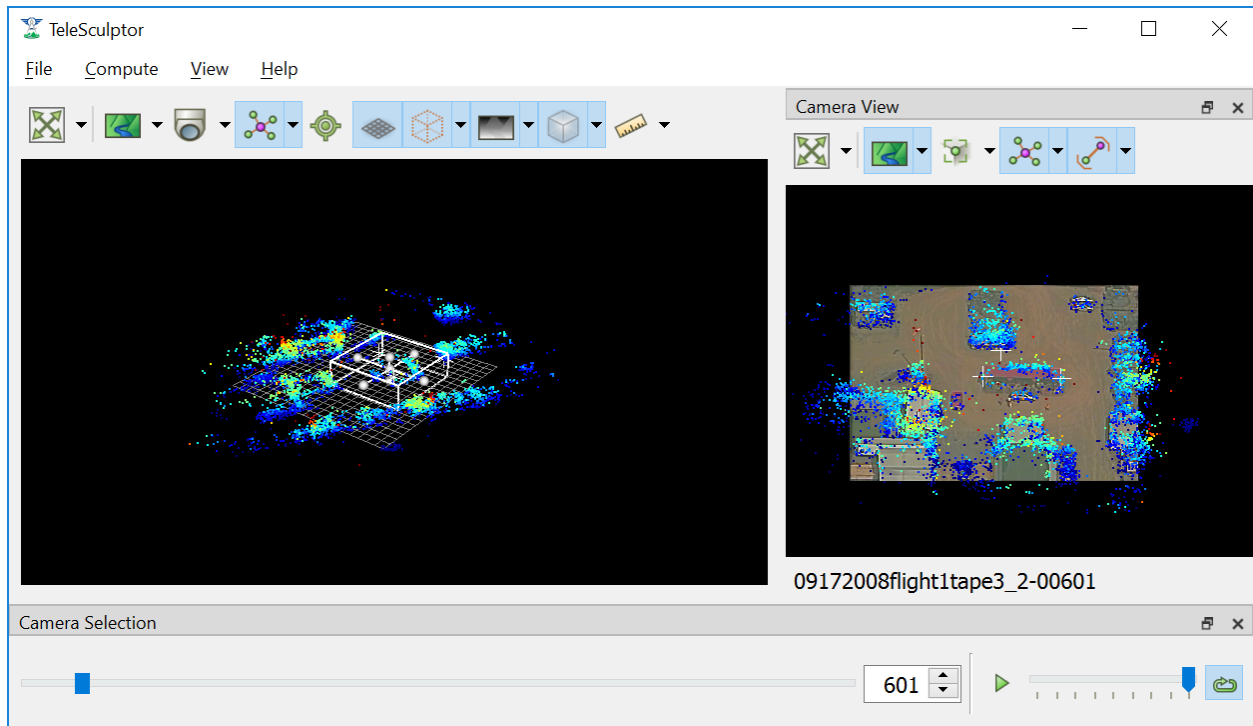 TeleSculptor
File Compute View Help
Camera View
09172008flight1tape3_2-00601
Camera Selection
601